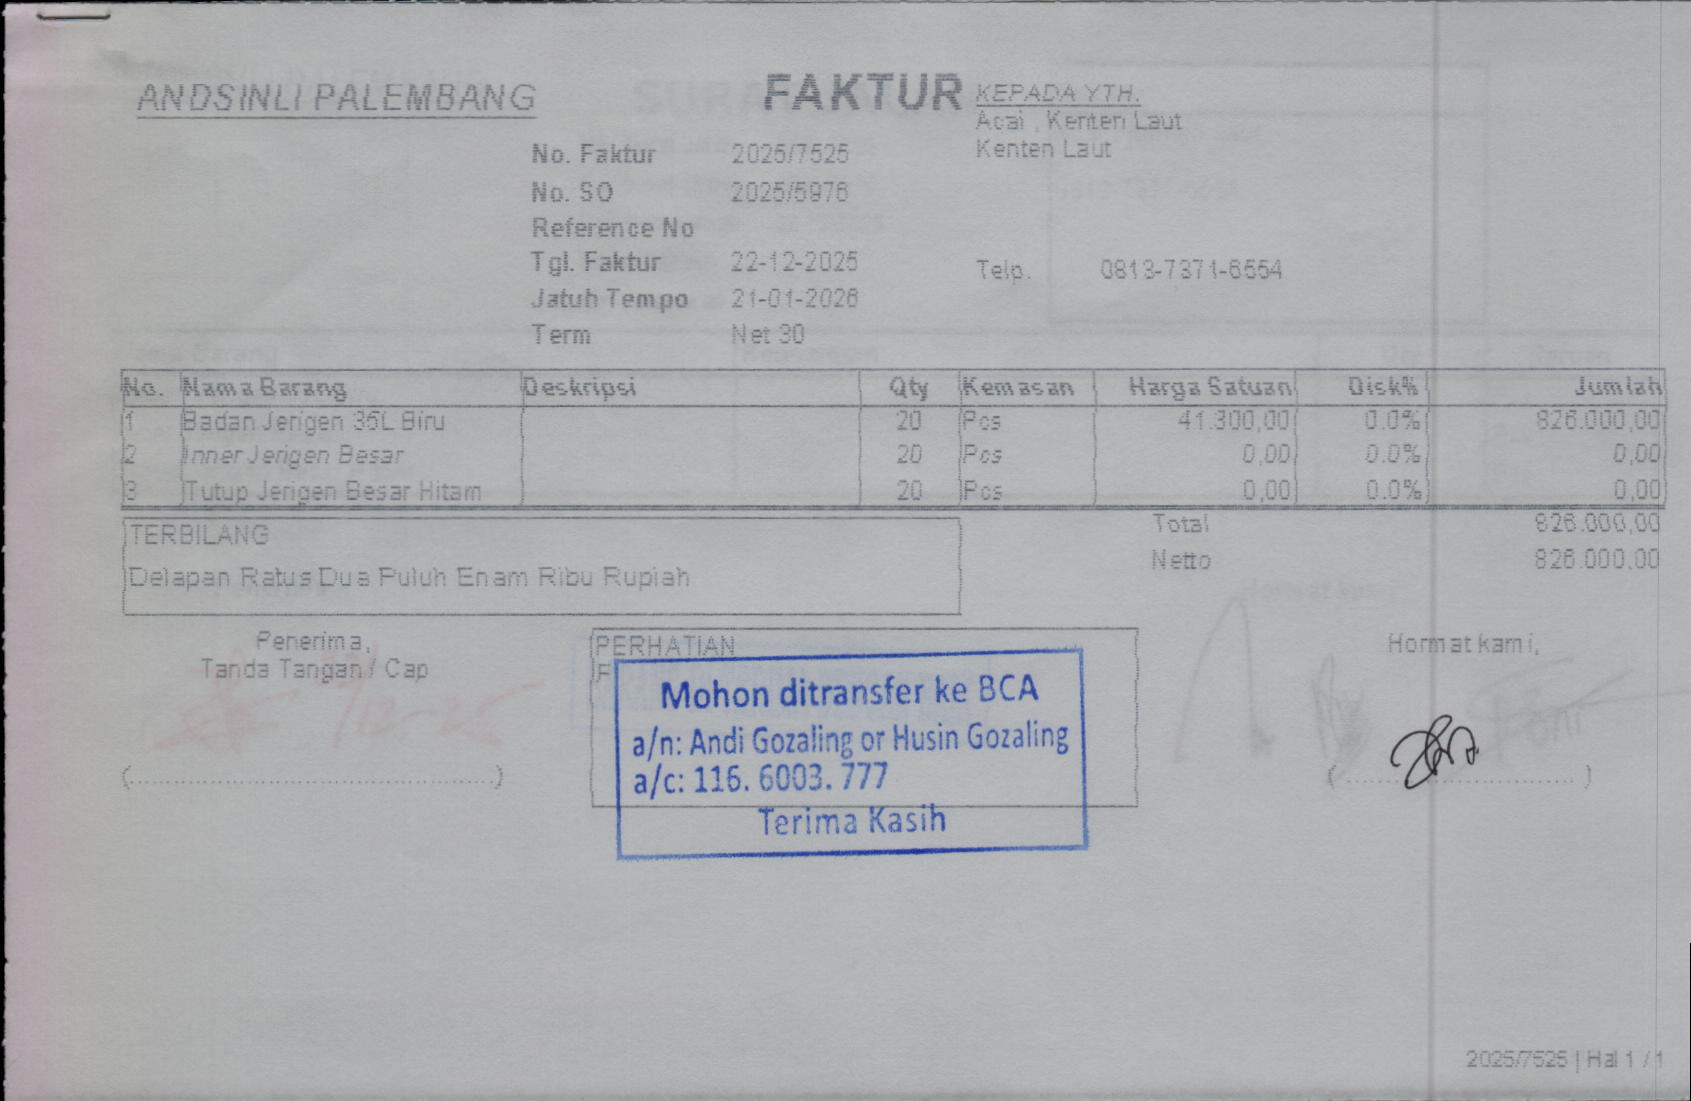 ANDSINLI PALEMBANG
FAKTUR
KEPADA YTH.
Acai , Kenten Laut
Kenten Laut
No. Faktur 2025/7525
No. SO 2025/5976
Reference No
Tgl. Faktur 22-12-2025
Telp. 0813-7371-6554
Jatuh Tempo 21-01-2026
Term Net 30
No. Nama Barang Deskripsi Qty Kemasan Harga Satuan Disk% Jumlah
1 Badan Jerigen 35L Biru 20 Pcs 41.300,00 0.0% 826.000,00
2 Inner Jerigen Besar 20 Pcs 0,00 0.0% 0,00
3 Tutup Jerigen Besar Hitam 20 Pcs 0,00 0.0% 0,00
Total 826.000,00
Netto 826.000,00
TERBILANG
Delapan Ratus Dua Puluh Enam Ribu Rupiah
Penerima,
Tanda Tangan / Cap
(..........................................................)
PERHATIAN
F
Mohon ditransfer ke BCA
a/n: Andi Gozaling or Husin Gozaling
a/c: 116. 6003. 777
Terima Kasih
Hormat kami,
(.....................................)
2025/7525 | Hal 1 / 1